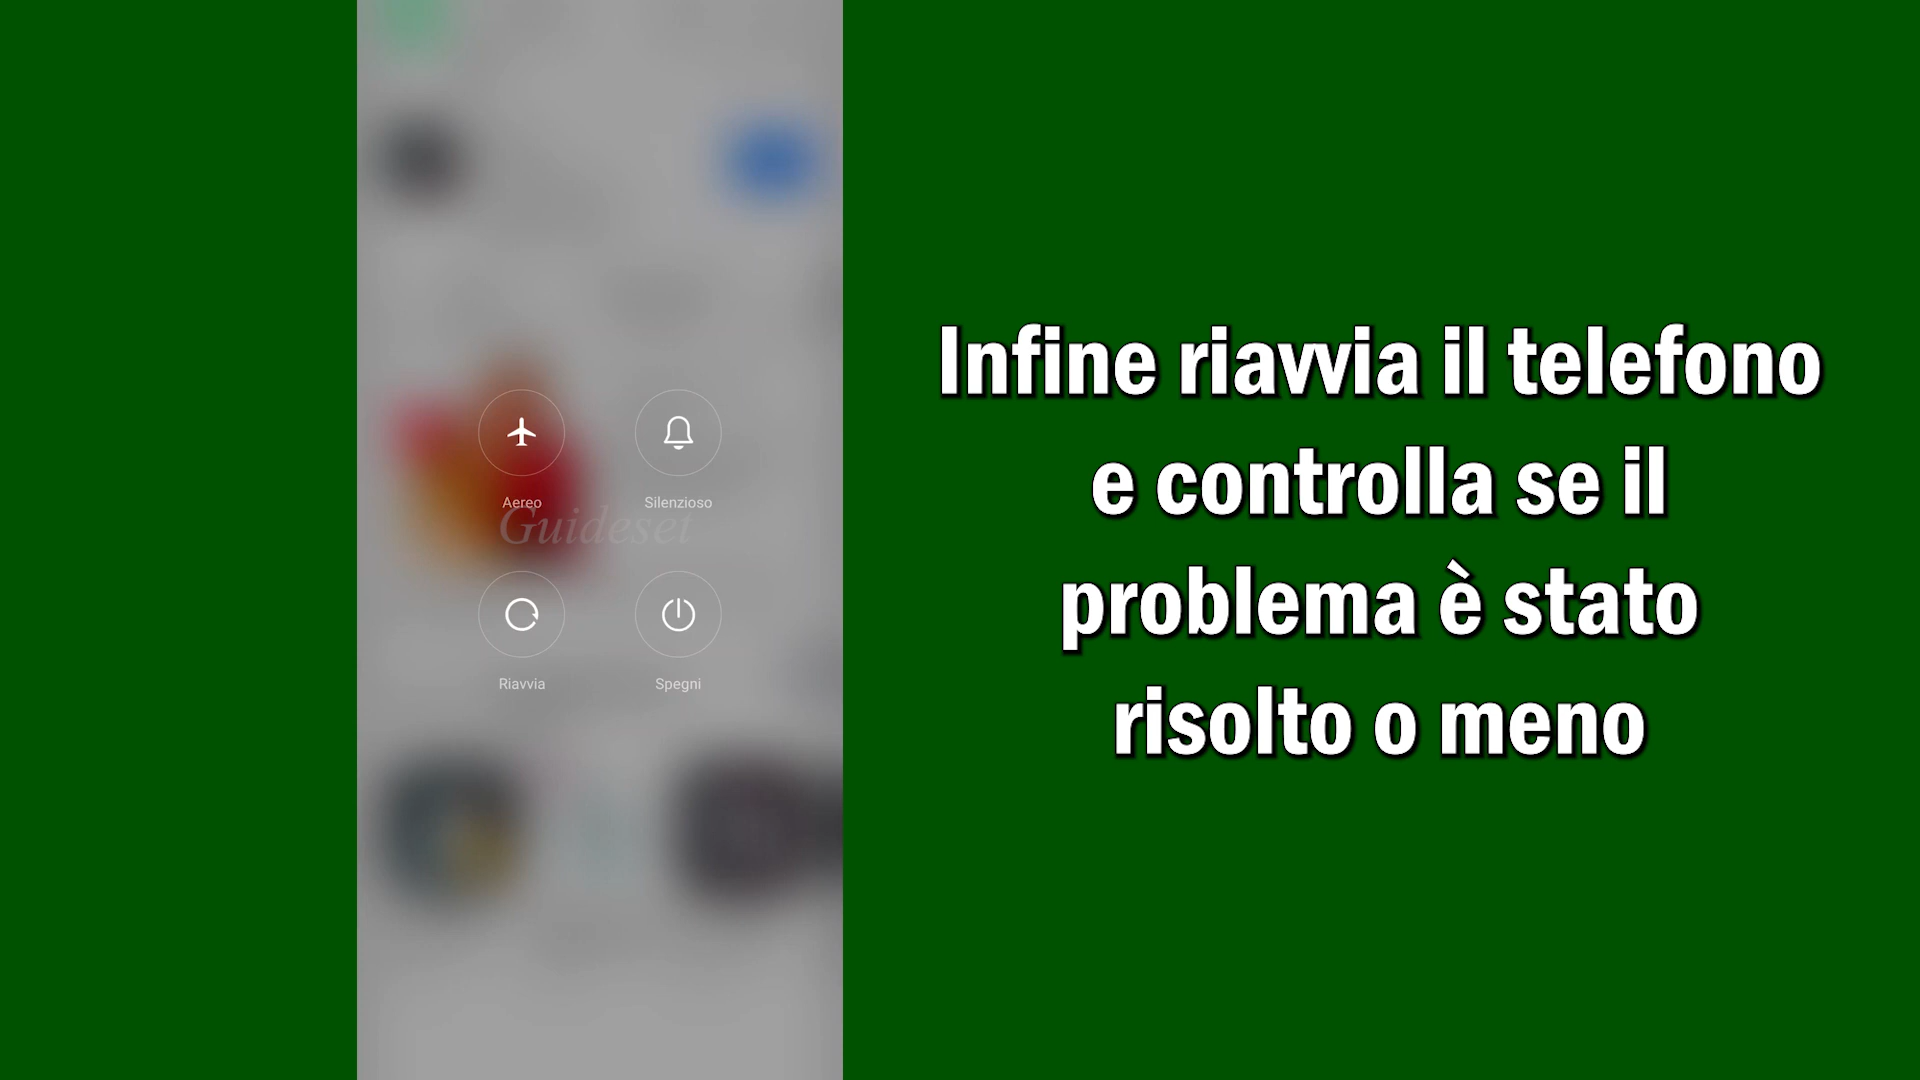 Aereo
Silenzioso
Guideset
Riavvia
Spegni
Infine riavvia il telefono
e controlla se il
problema è stato
risolto o meno